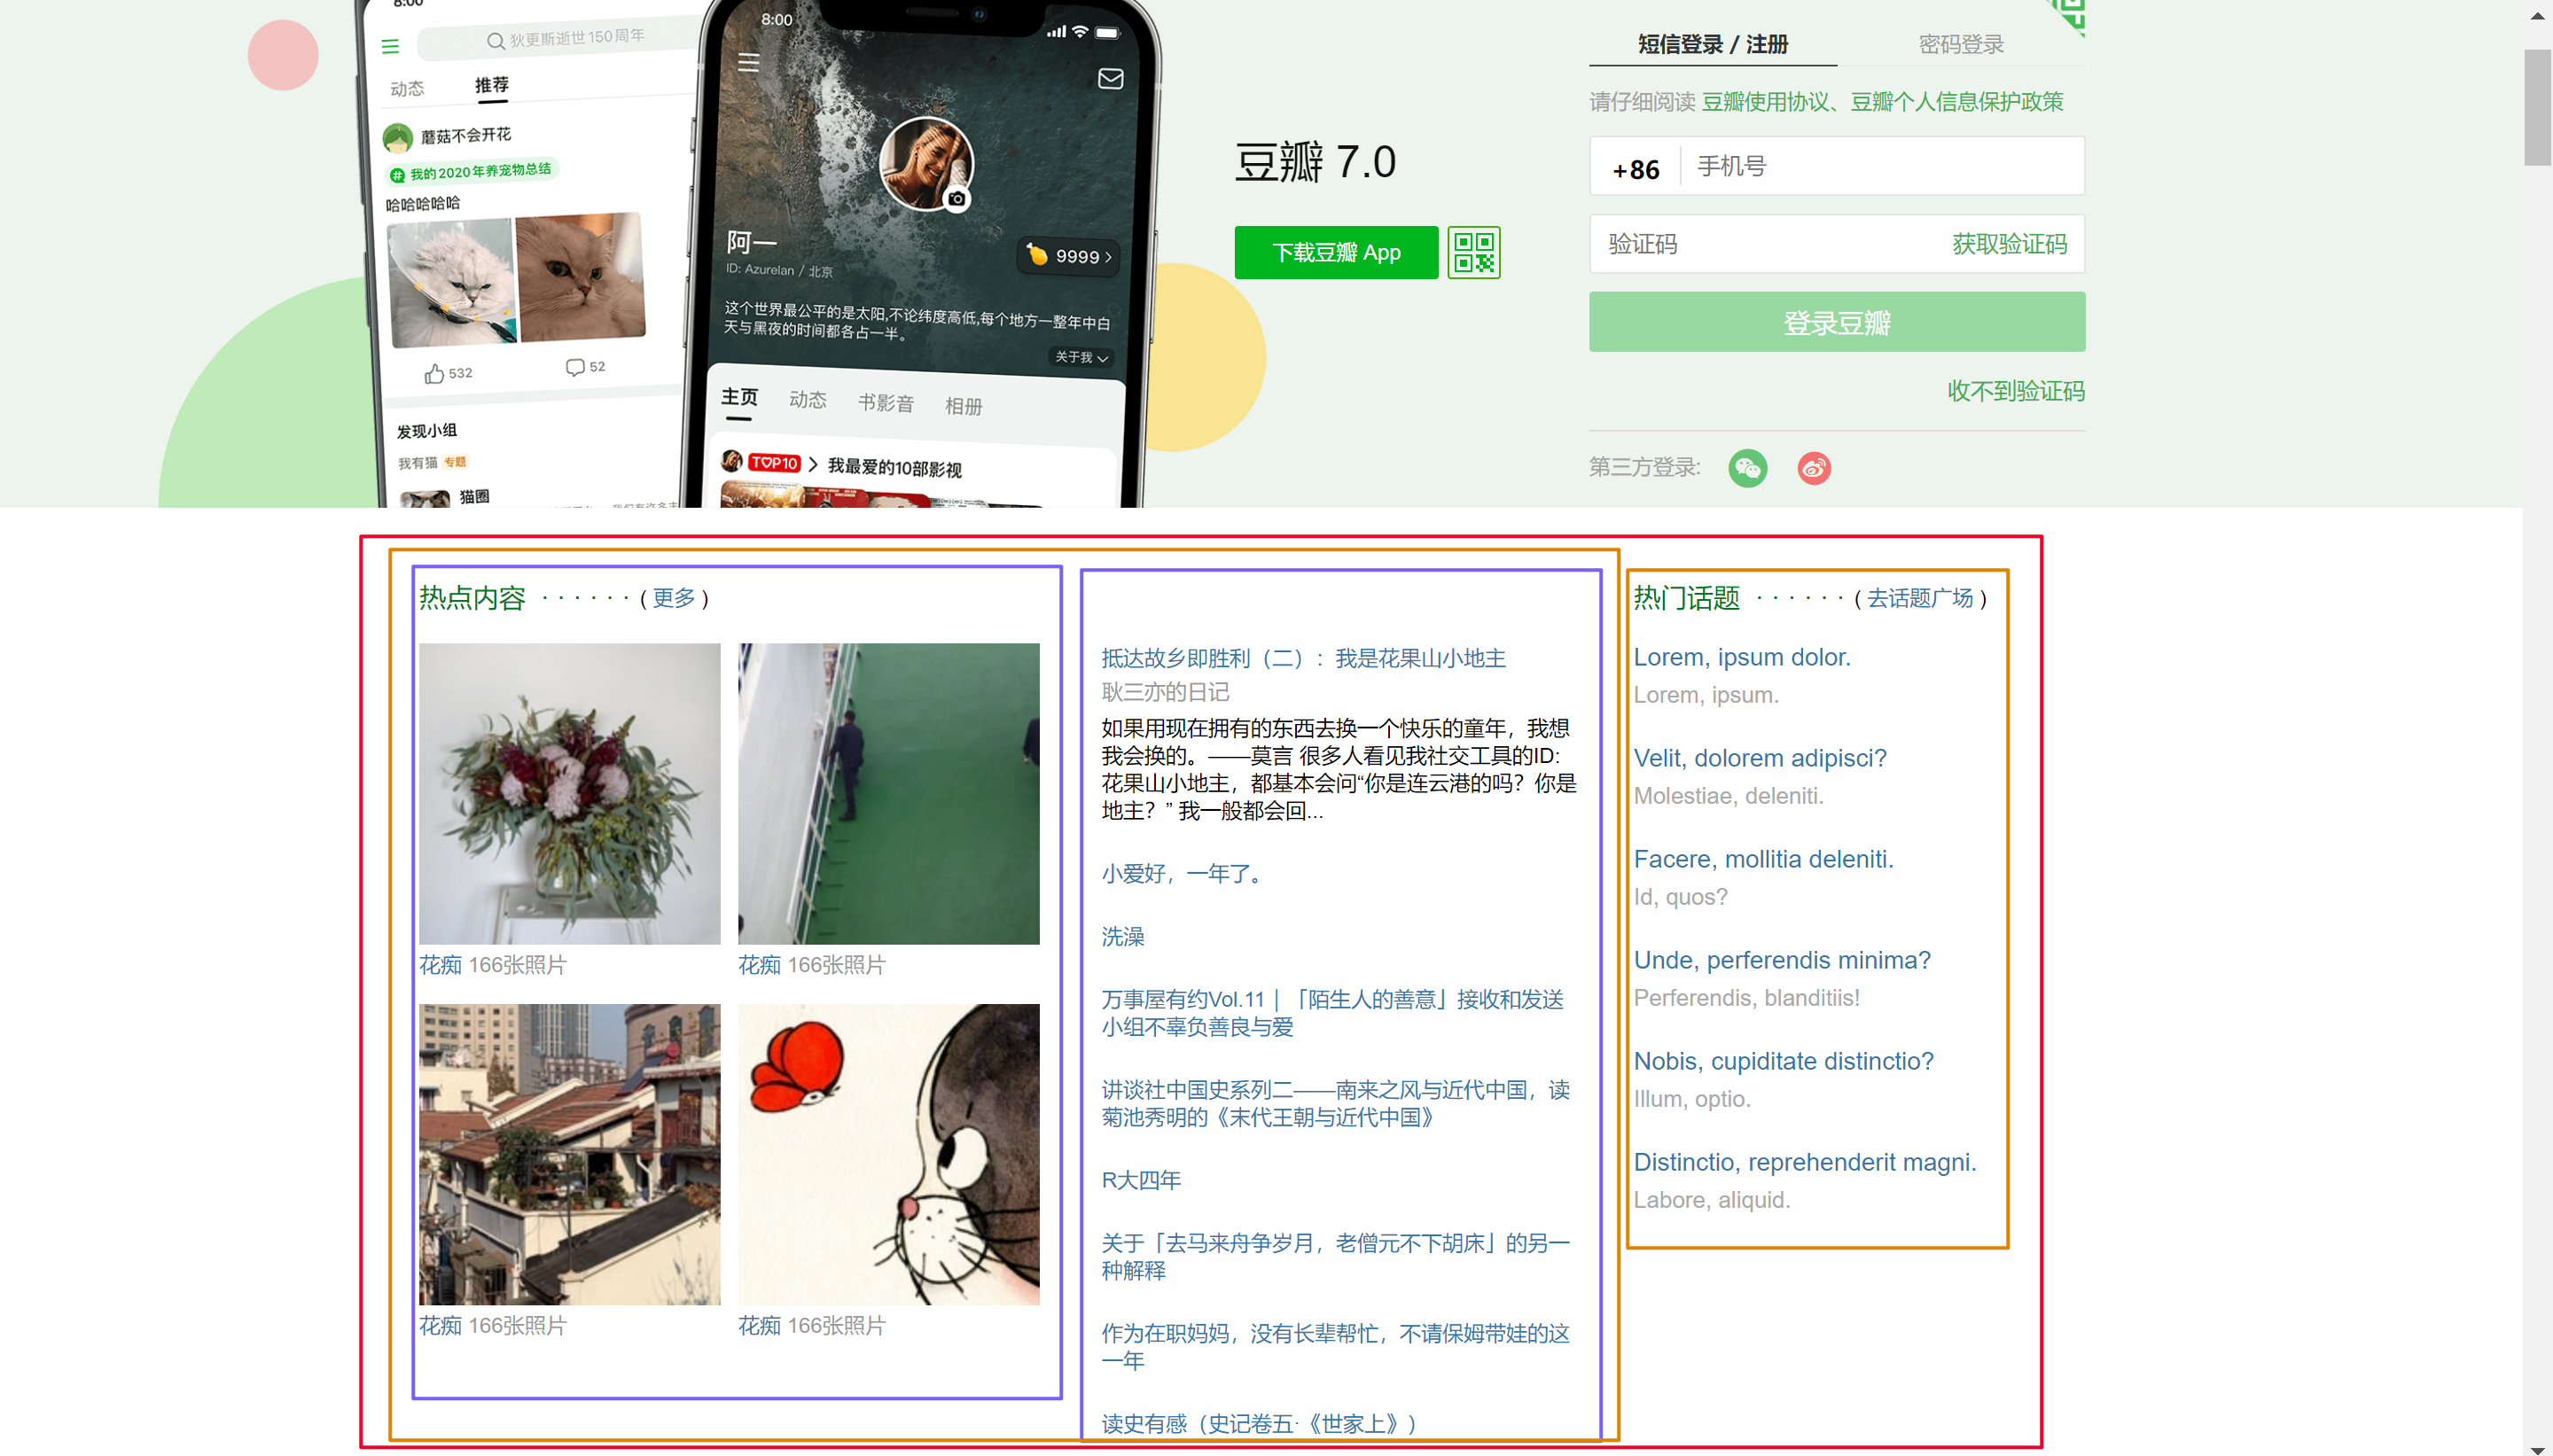 8:00
狄更斯逝世150周年
动态
推荐
蘑菇不会开花
我的2020年养宠物总结
哈哈哈哈哈
532
52
发现小组
我有猫 专题
猫圈
8:00
阿一
ID: Azurelan / 北京
9999
这个世界最公平的是太阳,不论纬度高低,每个地方一整年中白
天与黑夜的时间都各占一半。
关于我
主页
动态
书影音
相册
TOP10
我最爱的10部影视
豆瓣 7.0
下载豆瓣 App
短信登录 / 注册
密码登录
请仔细阅读 豆瓣使用协议、豆瓣个人信息保护政策
+86
手机号
验证码
获取验证码
登录豆瓣
收不到验证码
第三方登录:
热点内容 · · · · · · ( 更多 )
花痴 166张照片
花痴 166张照片
花痴 166张照片
花痴 166张照片
抵达故乡即胜利（二）：我是花果山小地主
耿三亦的日记
如果用现在拥有的东西去换一个快乐的童年，我想
我会换的。——莫言 很多人看见我社交工具的ID:
花果山小地主，都基本会问“你是连云港的吗？你是
地主？” 我一般都会回...
小爱好，一年了。
洗澡
万事屋有约Vol.11｜「陌生人的善意」接收和发送
小组不辜负善良与爱
讲谈社中国史系列二——南来之风与近代中国，读
菊池秀明的《末代王朝与近代中国》
R大四年
关于「去马来舟争岁月，老僧元不下胡床」的另一
种解释
作为在职妈妈，没有长辈帮忙，不请保姆带娃的这
一年
读史有感（史记卷五·《世家上》）
热门话题 · · · · · · ( 去话题广场 )
Lorem, ipsum dolor.
Lorem, ipsum.
Velit, dolorem adipisci?
Molestiae, deleniti.
Facere, mollitia deleniti.
Id, quos?
Unde, perferendis minima?
Perferendis, blanditiis!
Nobis, cupiditate distinctio?
Illum, optio.
Distinctio, reprehenderit magni.
Labore, aliquid.